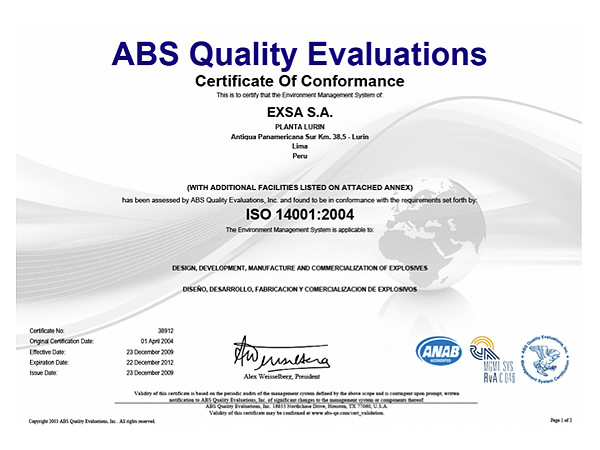 ABS Quality Evaluations
Certificate Of Conformance
This is to certify that the Environment Management System of:
EXSA S.A.
PLANTA LURIN
Antigua Panamericana Sur Km. 38,5 - Lurin
Lima
Peru
(WITH ADDITIONAL FACILITIES LISTED ON ATTACHED ANNEX)
has been assessed by ABS Quality Evaluations, Inc. and found to be in conformance with the requirements set forth by:
ISO 14001:2004
The Environment Management System is applicable to:
DESIGN, DEVELOPMENT, MANUFACTURE AND COMMERCIALIZATION OF EXPLOSIVES
DISEÑO, DESARROLLO, FABRICACION Y COMERCIALIZACION DE EXPLOSIVOS
Certificate No: 38912
Original Certification Date: 01 April 2004
Effective Date: 23 December 2009
Expiration Date: 22 December 2012
Issue Date: 23 December 2009
Alex Weisselberg, President
ANAB
ACCREDITED
MGMT SYS
RvA C 046
ABS Quality Evaluations, Inc.
Management System Certification
Validity of this certificate is based on the periodic audits of the management system defined by the above scope and is contingent upon prompt, written
notification to ABS Quality Evaluations, Inc. of significant changes to the management system or components thereof.
ABS Quality Evaluations, Inc. 16855 Northchase Drive, Houston, TX 77060, U.S.A.
Validity of this certificate may be confirmed at www.abs-qe.com/cert_validation.
Copyright 2003 ABS Quality Evaluations, Inc. All rights reserved.
Page 1 of 2